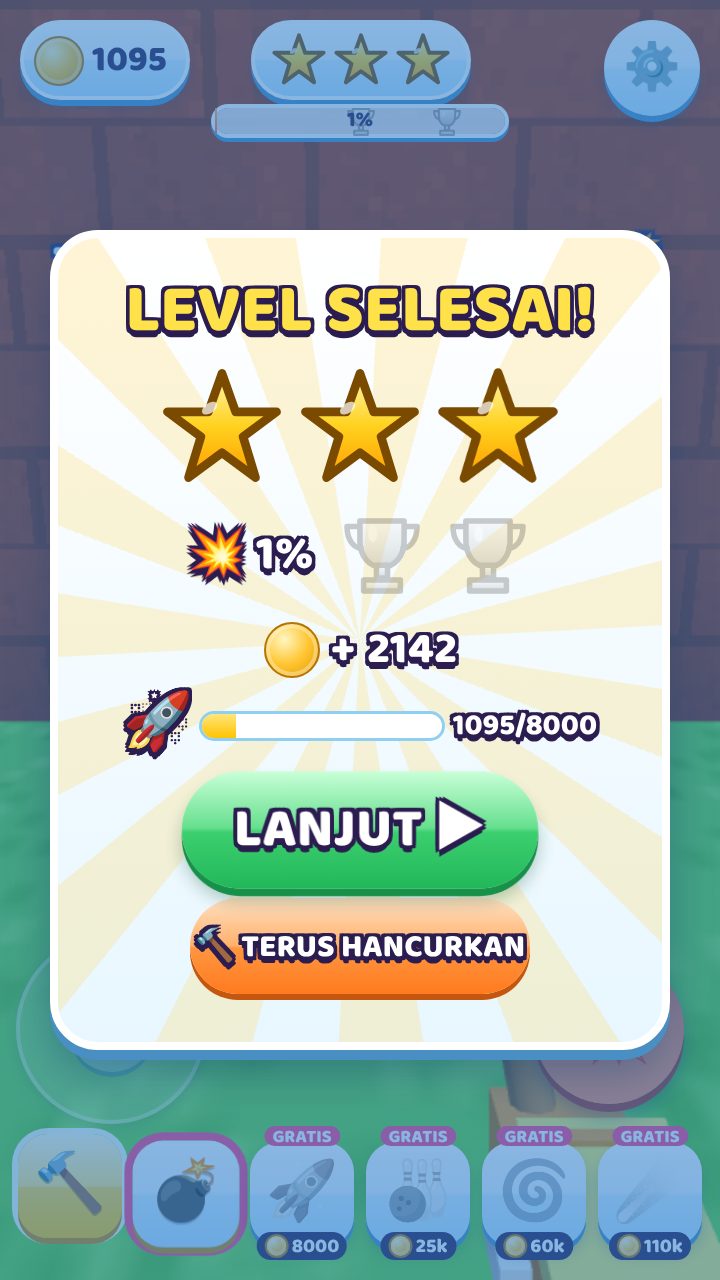 1095
1%
LEVEL SELESAI!
1%
+ 2142
1095/8000
LANJUT
TERUS HANCURKAN
GRATIS GRATIS GRATIS GRATIS
8000 25k 60k 110k